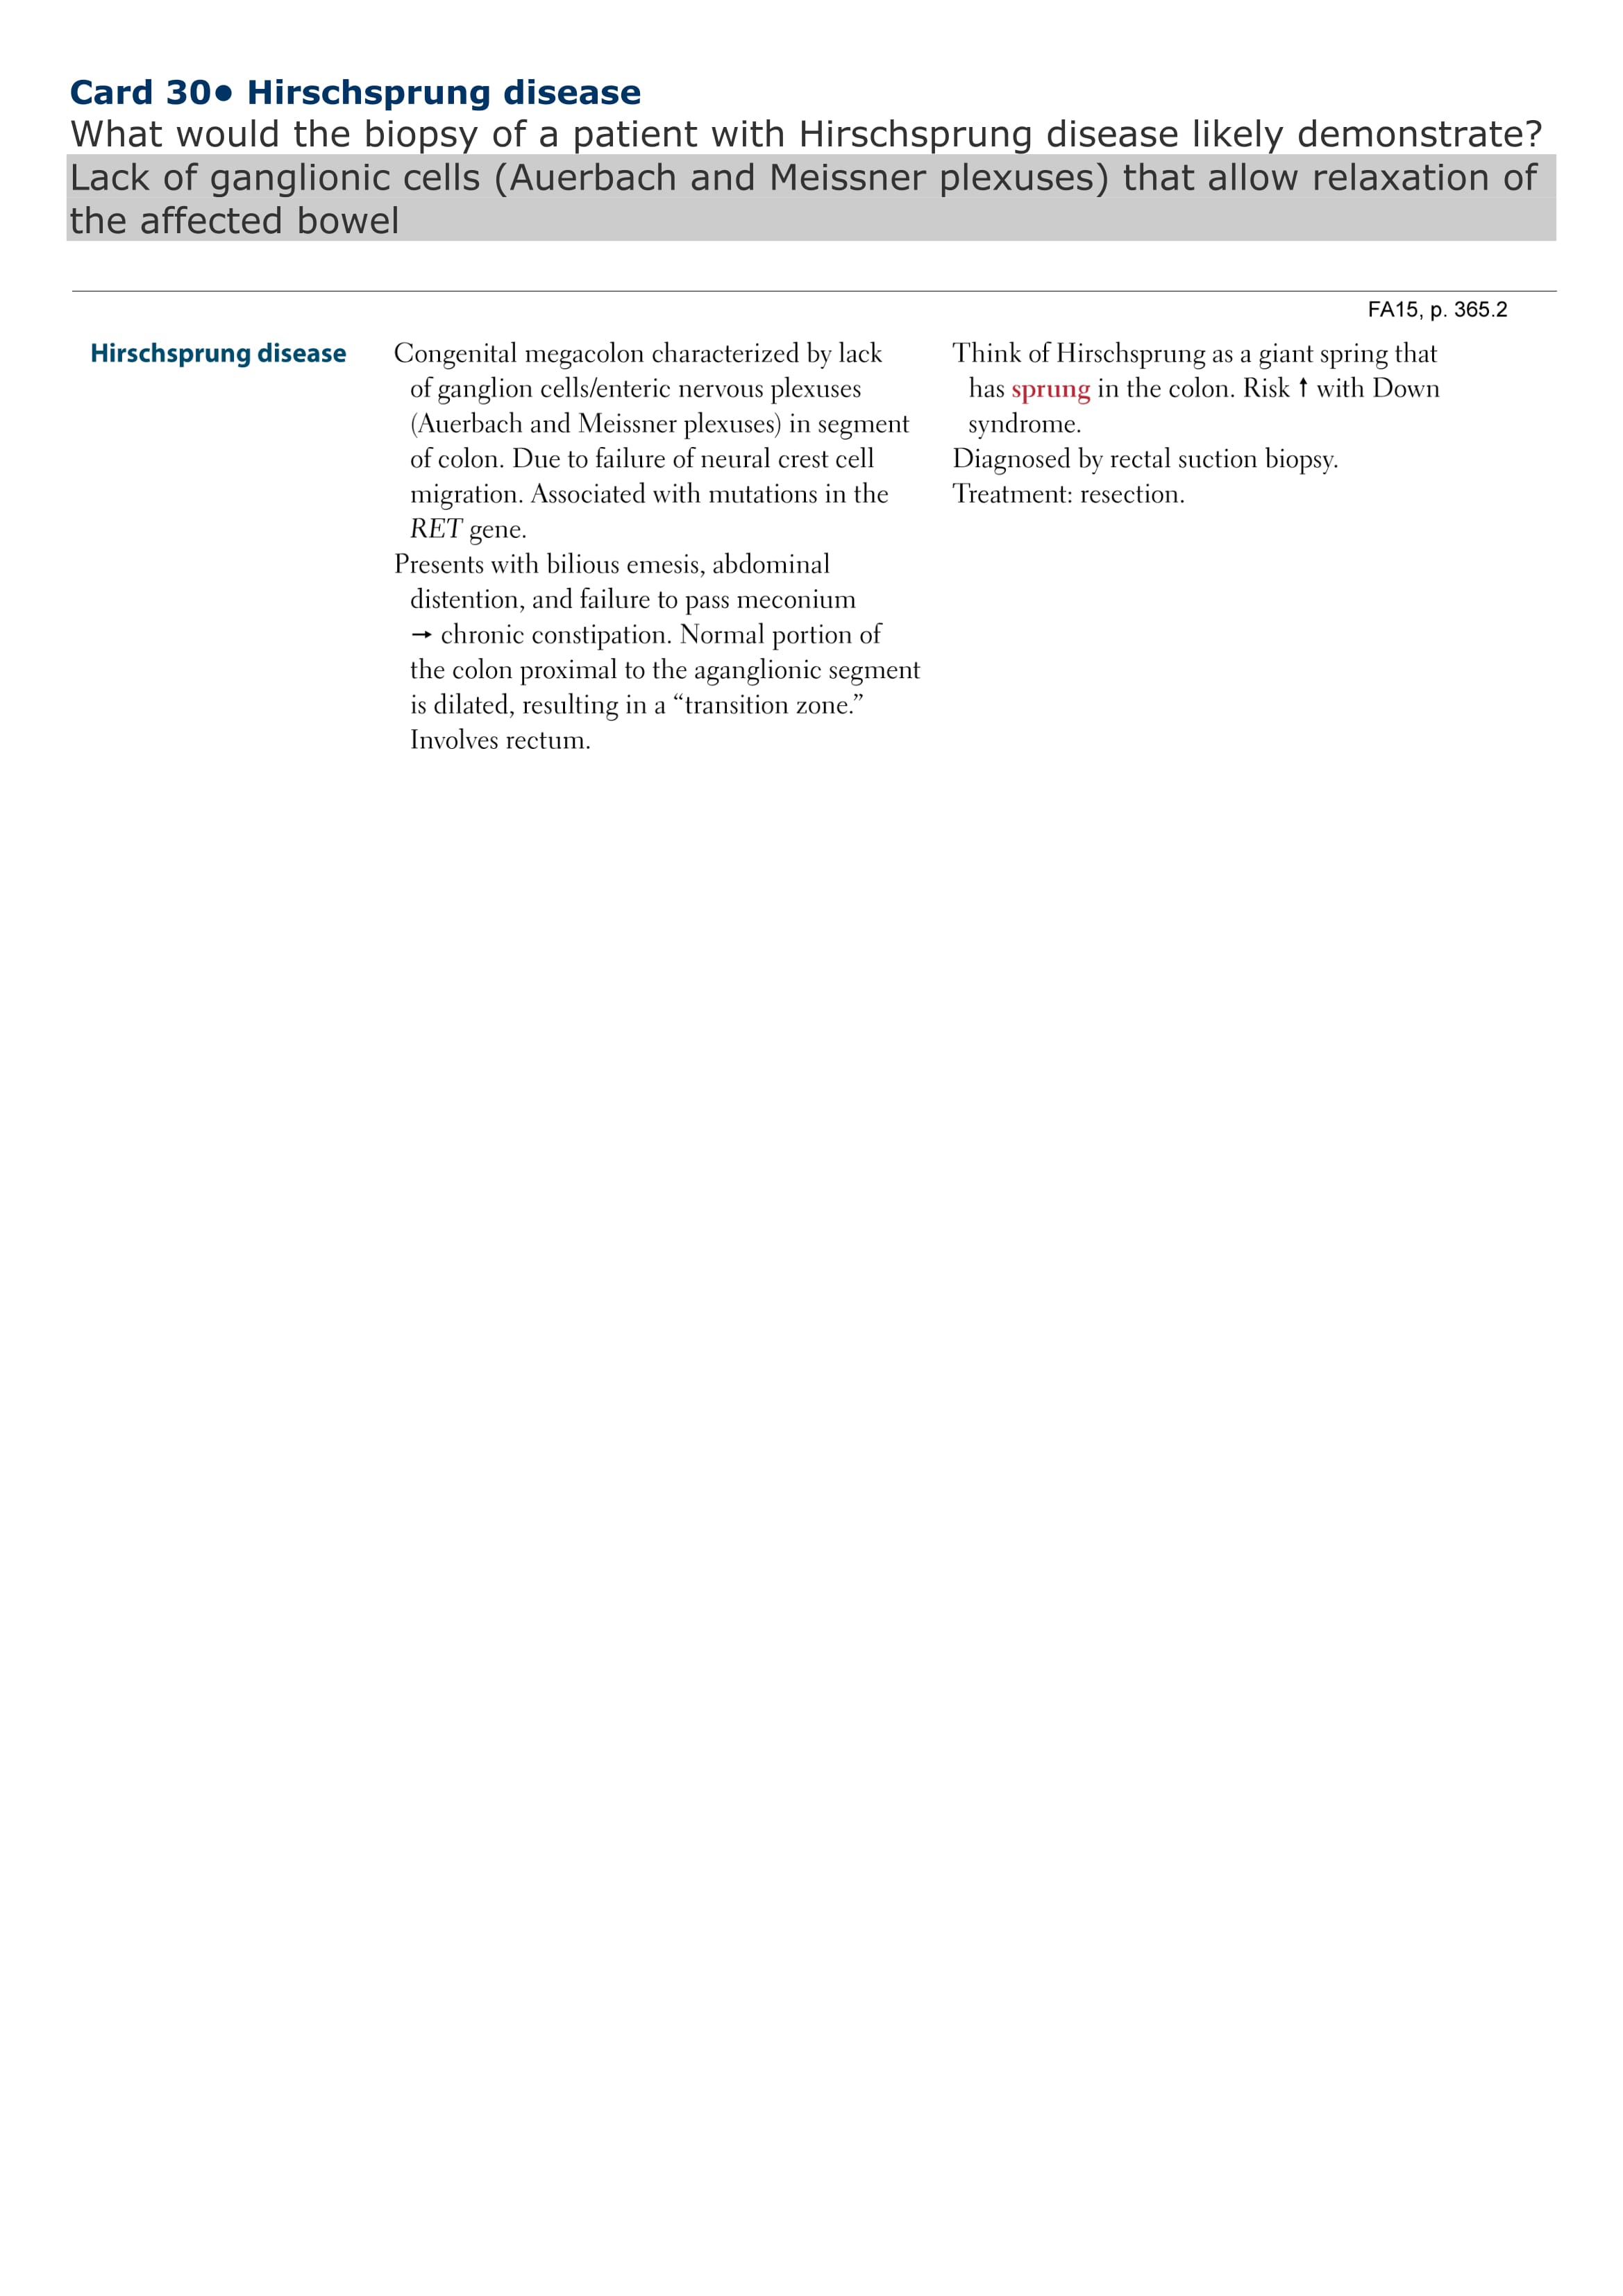 Card 30● Hirschsprung disease
What would the biopsy of a patient with Hirschsprung disease likely demonstrate?
Lack of ganglionic cells (Auerbach and Meissner plexuses) that allow relaxation of
the affected bowel
FA15, p. 365.2
Hirschsprung disease
Congenital megacolon characterized by lack
of ganglion cells/enteric nervous plexuses
(Auerbach and Meissner plexuses) in segment
of colon. Due to failure of neural crest cell
migration. Associated with mutations in the
RET gene.
Presents with bilious emesis, abdominal
distention, and failure to pass meconium
→ chronic constipation. Normal portion of
the colon proximal to the aganglionic segment
is dilated, resulting in a “transition zone.”
Involves rectum.
Think of Hirschsprung as a giant spring that
has sprung in the colon. Risk ↑ with Down
syndrome.
Diagnosed by rectal suction biopsy.
Treatment: resection.